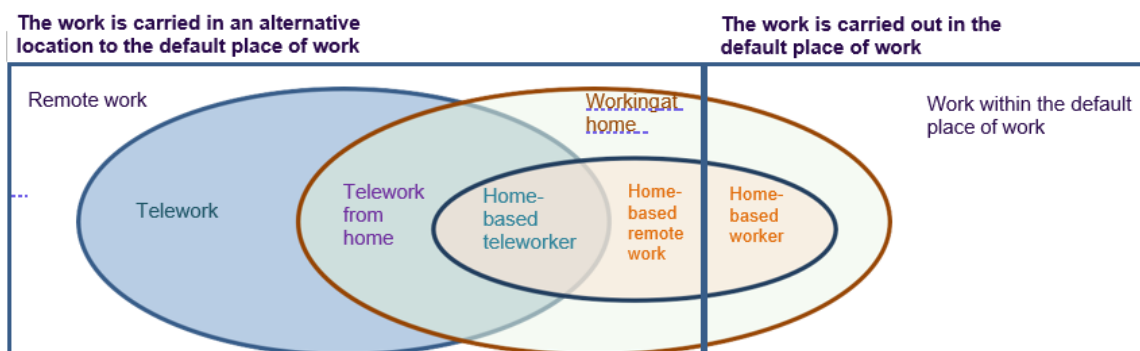 The work is carried in an alternative
location to the default place of work
The work is carried out in the
default place of work
Remote work
Workingat
home
Work within the default
place of work
Telework
Telework
from
home
Home-
based
teleworker
Home-
based
remote
work
Home-
based
worker